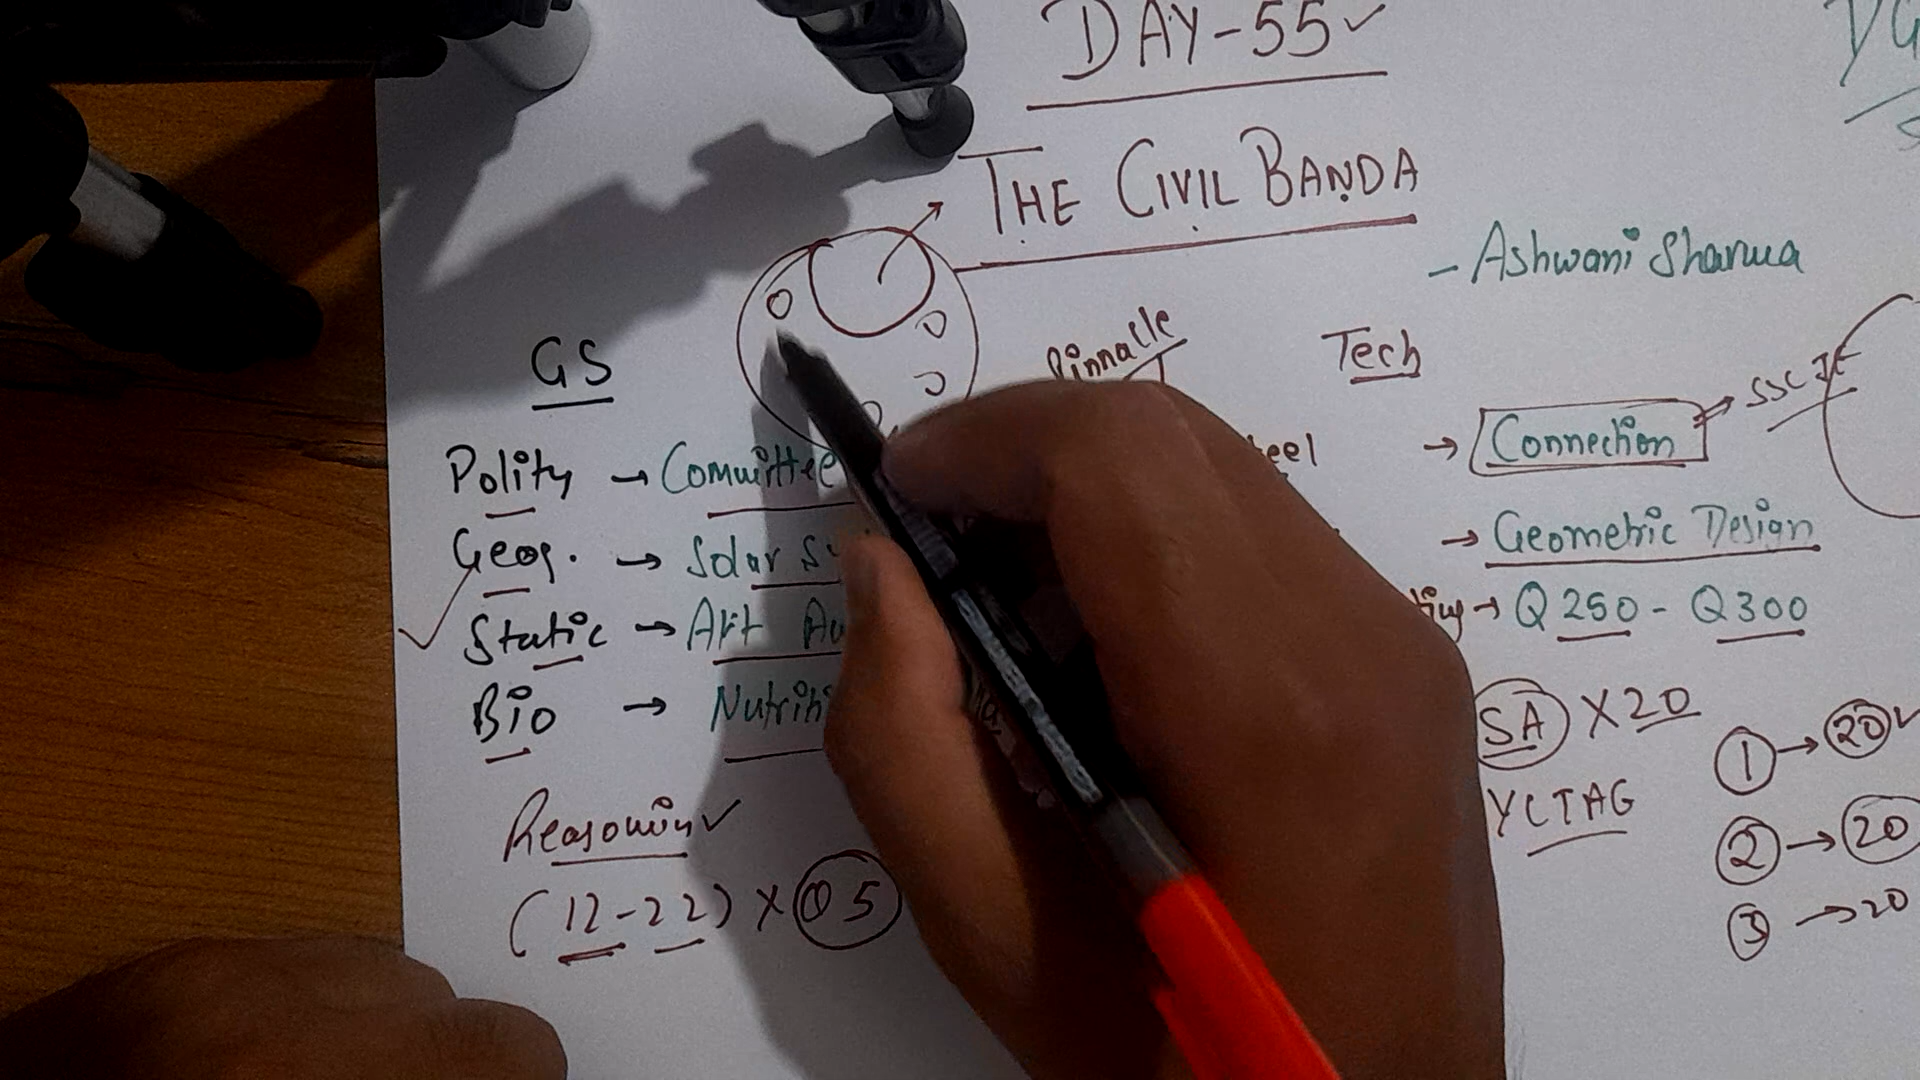 DAY-55
THE CIVIL BANDA
- Ashwani Sharma
GS
Polity → Committee
Geog. → Solar
Static → Art
Bio →
Reasoning
(12-22) X 05
Pinnacle
Tech
→ Connection → SSC JE
→ Geometric Design
→ Q 250 - Q 300
SA X 20
YCTAG
1 → 20
2 → 20
3 → 20